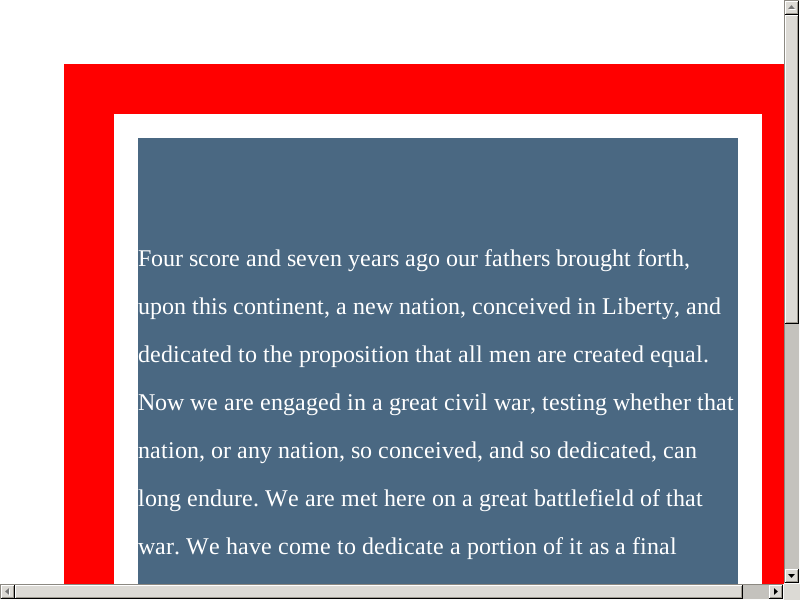 Four score and seven years ago our fathers brought forth,
upon this continent, a new nation, conceived in Liberty, and
dedicated to the proposition that all men are created equal.
Now we are engaged in a great civil war, testing whether that
nation, or any nation, so conceived, and so dedicated, can
long endure. We are met here on a great battlefield of that
war. We have come to dedicate a portion of it as a final